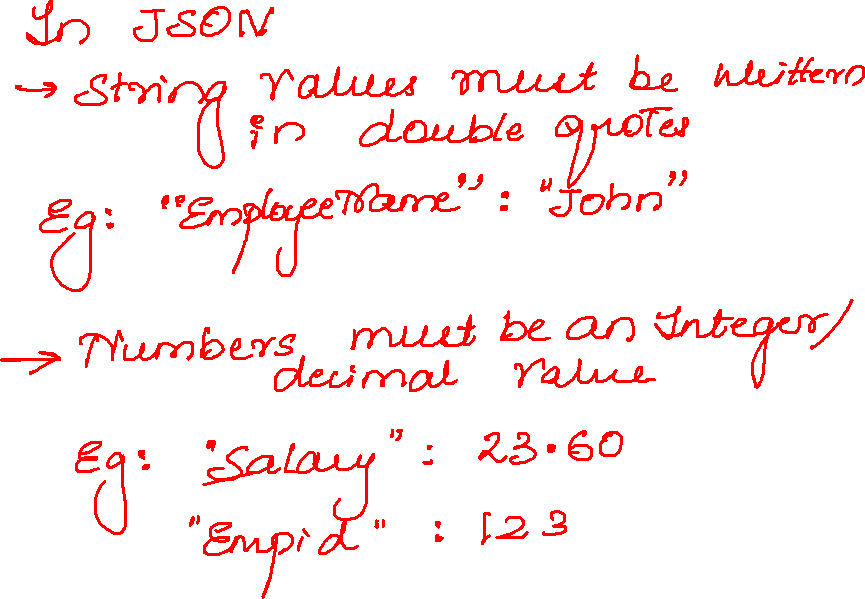 In JSON
→ String values must be written
in double quotes
Eg: "EmployeeName" : "John"
→ Numbers must be an Integer/
decimal value
Eg: "Salary" : 23.60
"Empid" : 123